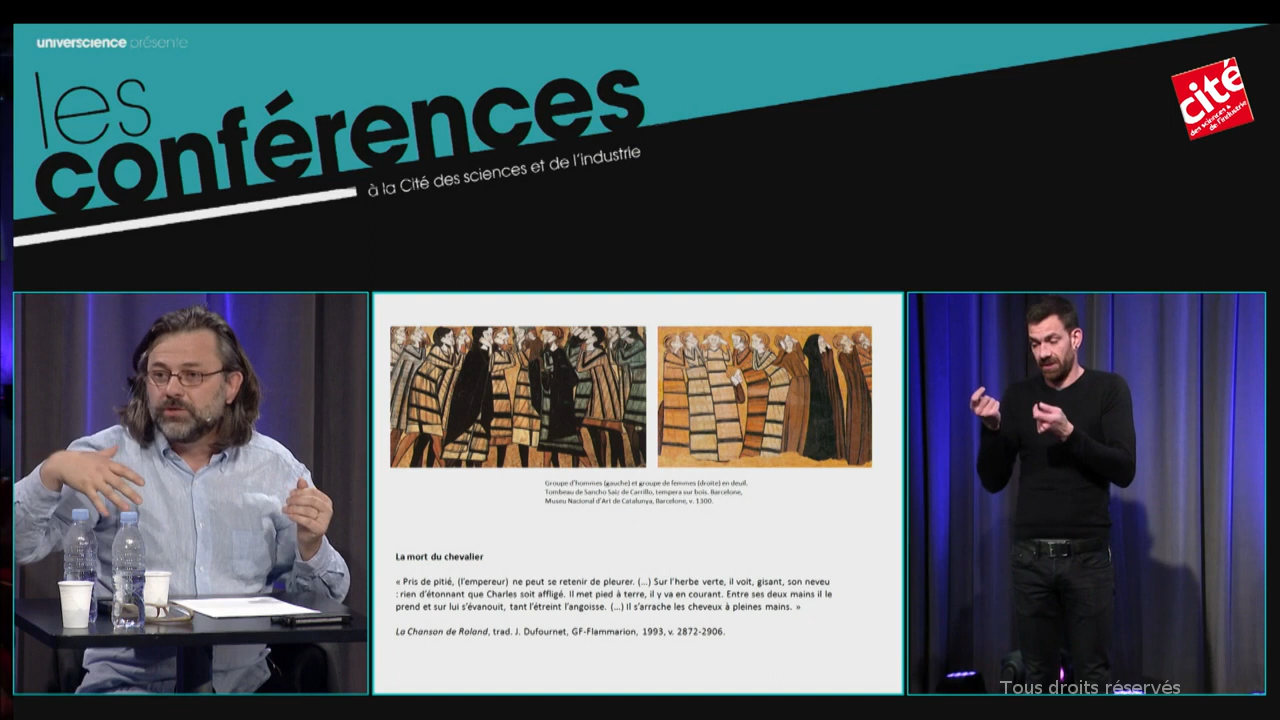 universcience présente
les
conférences
à la Cité des sciences et de l'industrie
cité
des sciences &
de l'industrie
Groupe d'hommes (gauche) et groupe de femmes (droite) en deuil.
Tombeau de Sancho Saiz de Carrillo, tempera sur bois. Barcelone,
Museu Nacional d'Art de Catalunya, Barcelone, v. 1300.
La mort du chevalier
« Pris de pitié, (l'empereur) ne peut se retenir de pleurer. (...) Sur l'herbe verte, il voit, gisant, son neveu
: rien d'étonnant que Charles soit affligé. Il met pied à terre, il y va en courant. Entre ses deux mains il le
prend et sur lui s'évanouit, tant l'étreint l'angoisse. (...) Il s'arrache les cheveux à pleines mains. »
La Chanson de Roland, trad. J. Dufournet, GF-Flammarion, 1993, v. 2872-2906.
Tous droits réservés